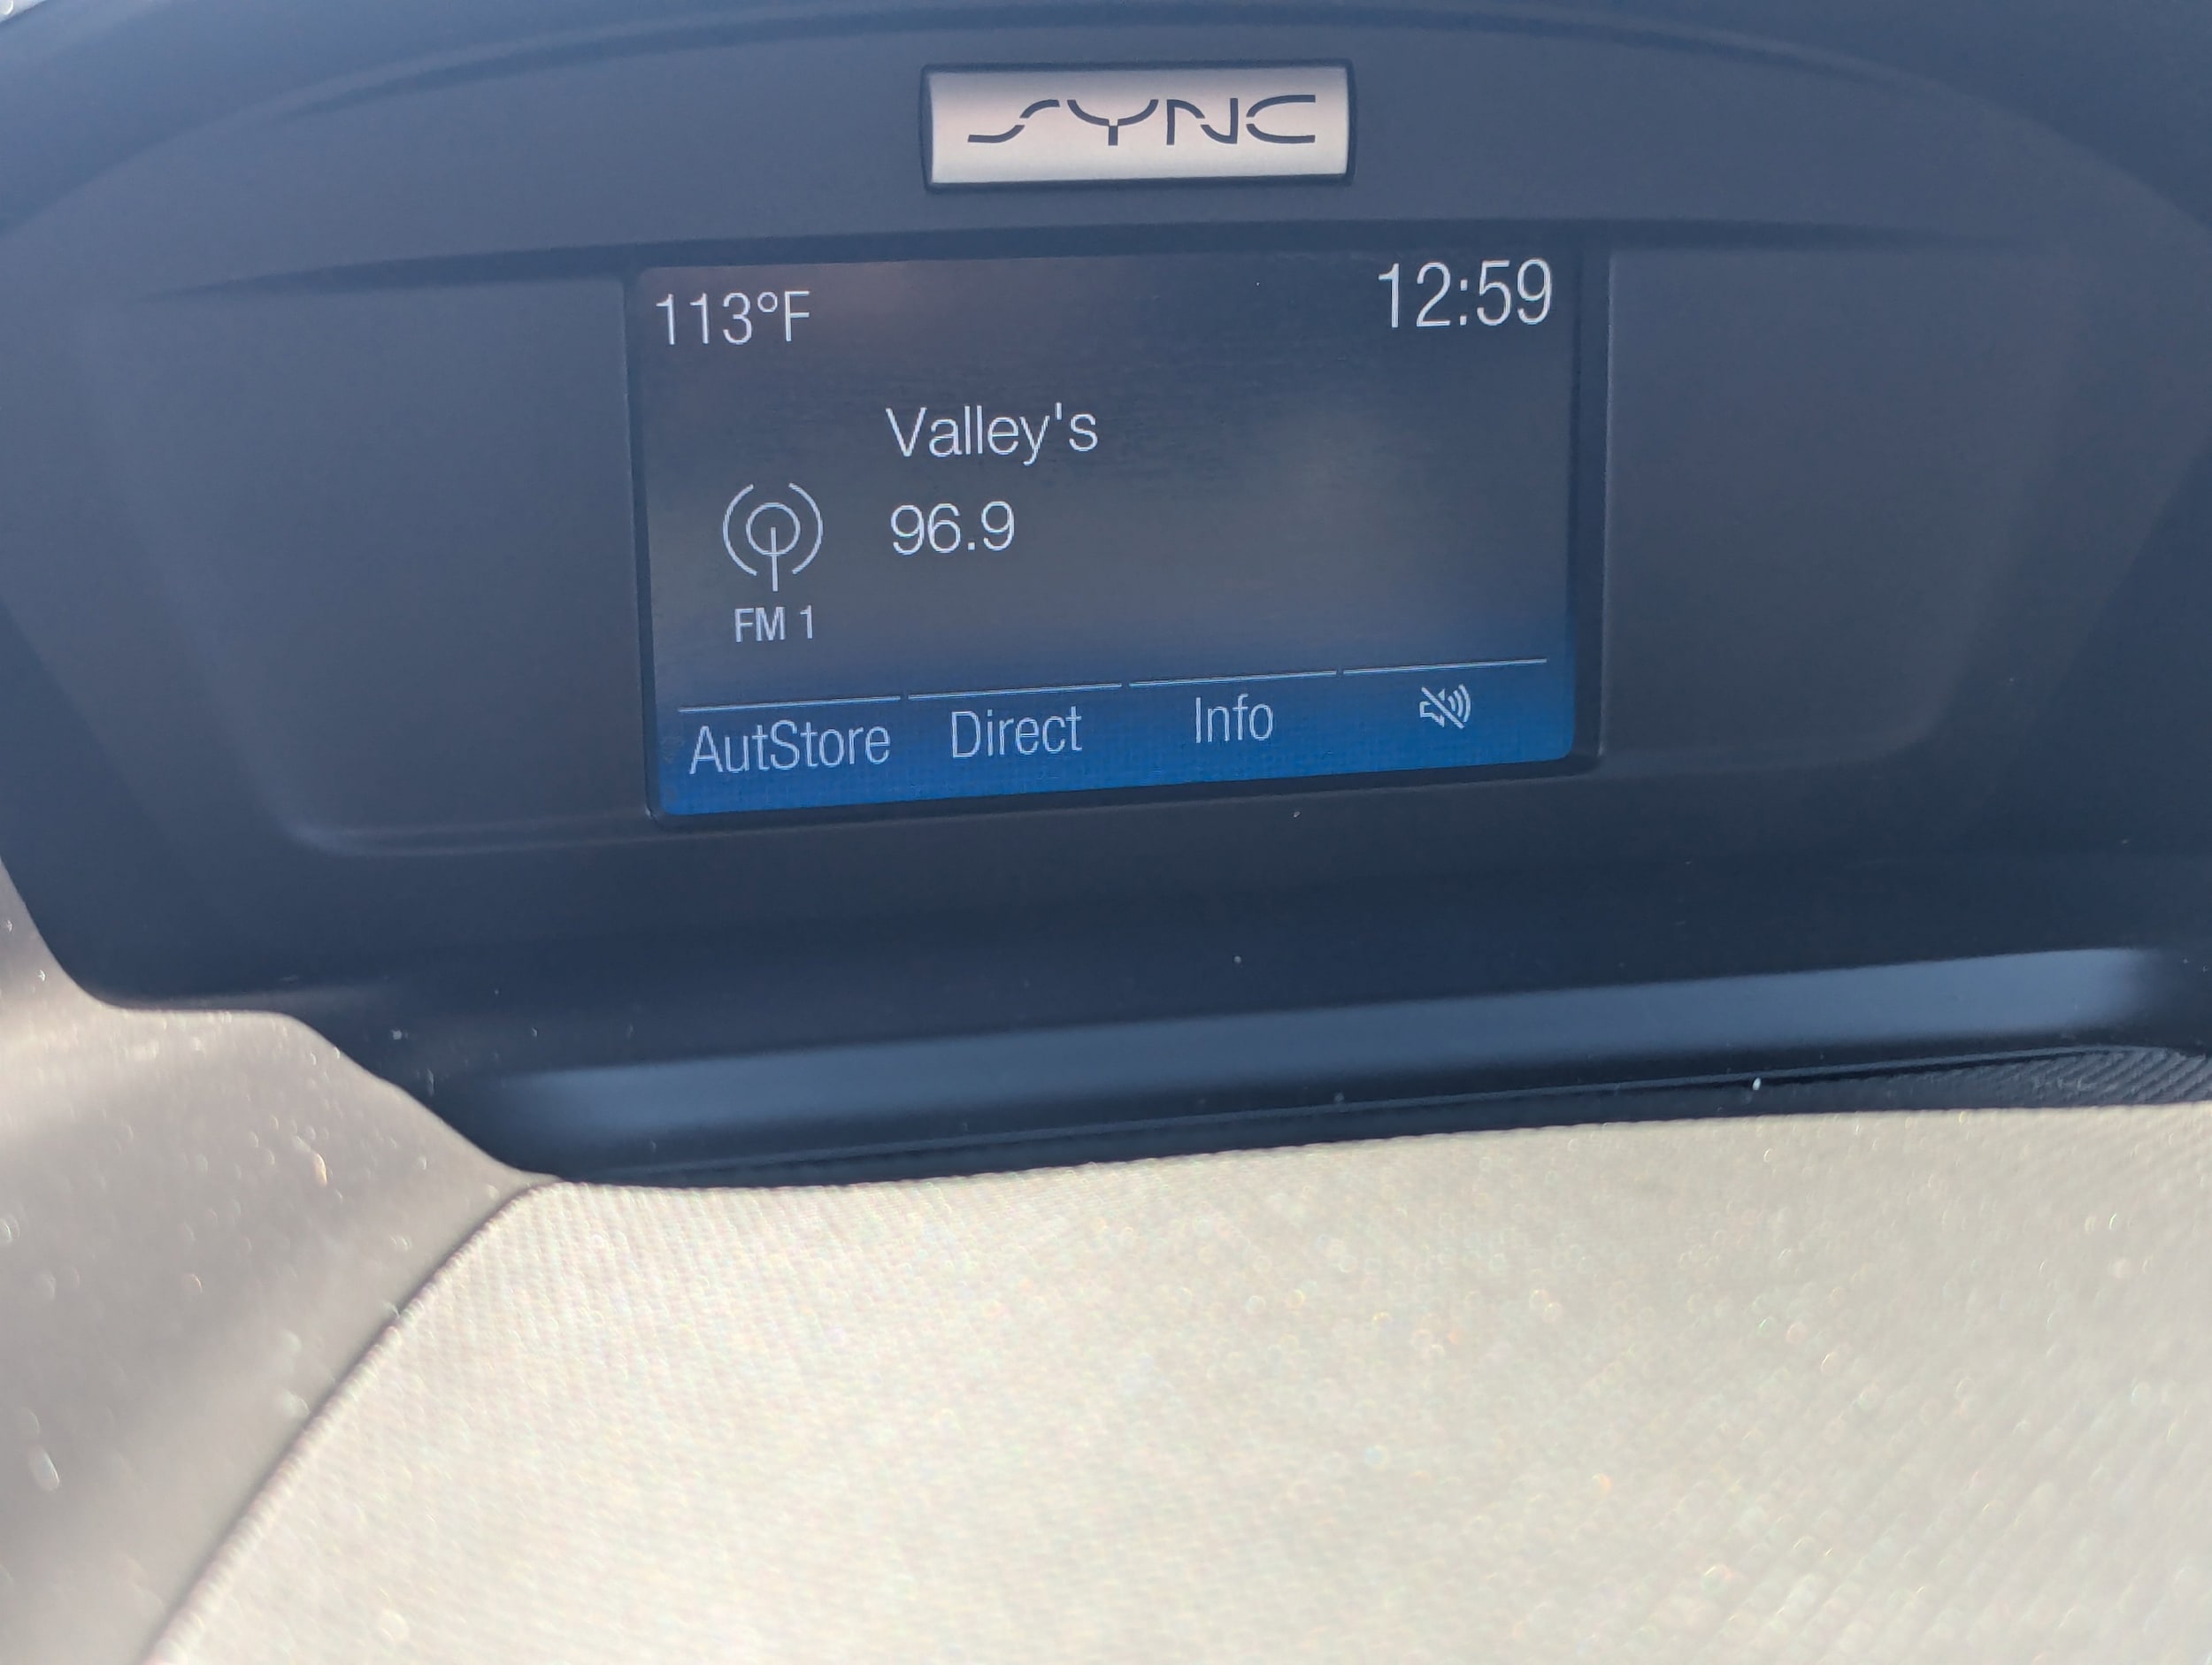 SYNC
113°F 12:59
Valley's
96.9
FM 1
AutStore Direct Info